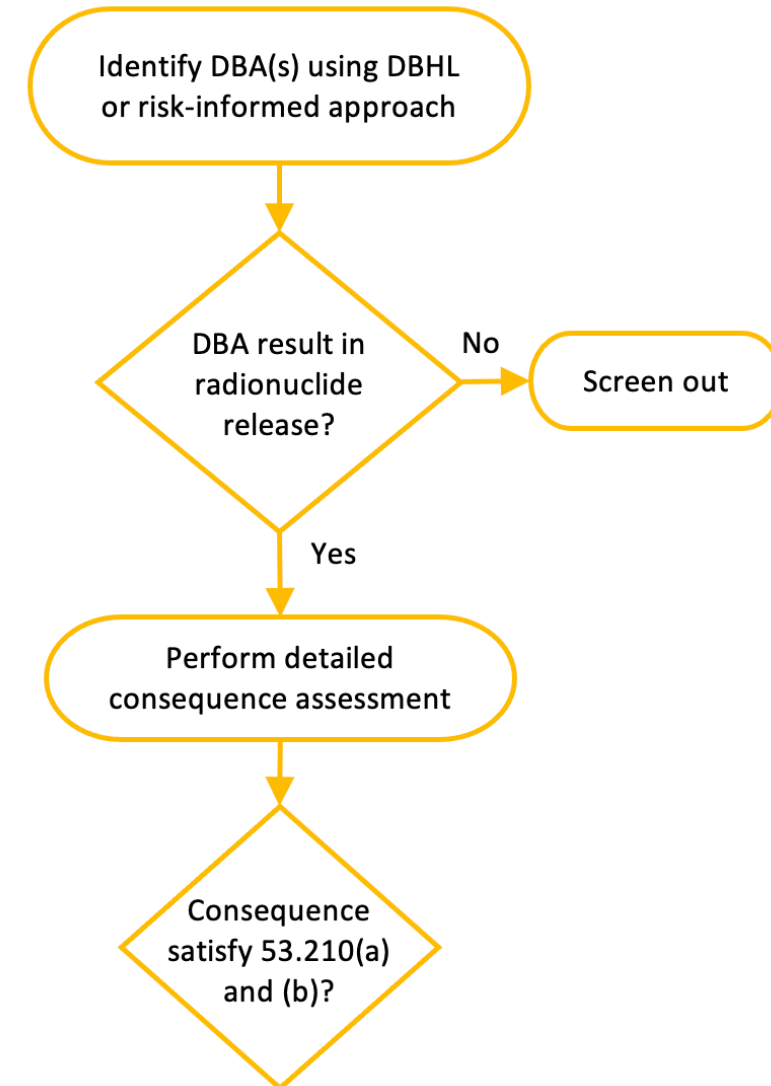 Identify DBA(s) using DBHL
or risk-informed approach
DBA result in
radionuclide
release?
No
Screen out
Yes
Perform detailed
consequence assessment
Consequence
satisfy 53.210(a)
and (b)?